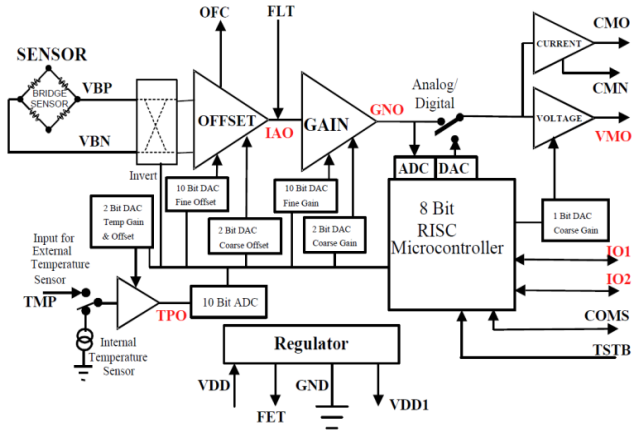 OFC
FLT
CMO
SENSOR
CURRENT
VBP
BRIDGE
SENSOR
Analog/
Digital
CMN
GNO
OFFSET
GAIN
VOLTAGE
IAO
VMO
VBN
Invert
ADC
DAC
10 Bit DAC
Fine Offset
10 Bit DAC
Fine Gain
2 Bit DAC
Temp Gain
& Offset
8 Bit
RISC
Microcontroller
1 Bit DAC
Coarse Gain
2 Bit DAC
Coarse Offset
2 Bit DAC
Coarse Gain
Input for
External
Temperature
Sensor
IO1
IO2
TMP
TPO
10 Bit ADC
COMS
Internal
Temperature
Sensor
Regulator
TSTB
VDD
GND
FET
VDD1